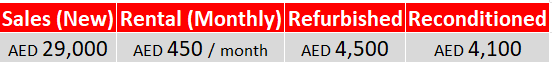 Sales (New) Rental (Monthly) Refurbished Reconditioned
AED 29,000 AED 450 / month AED 4,500 AED 4,100